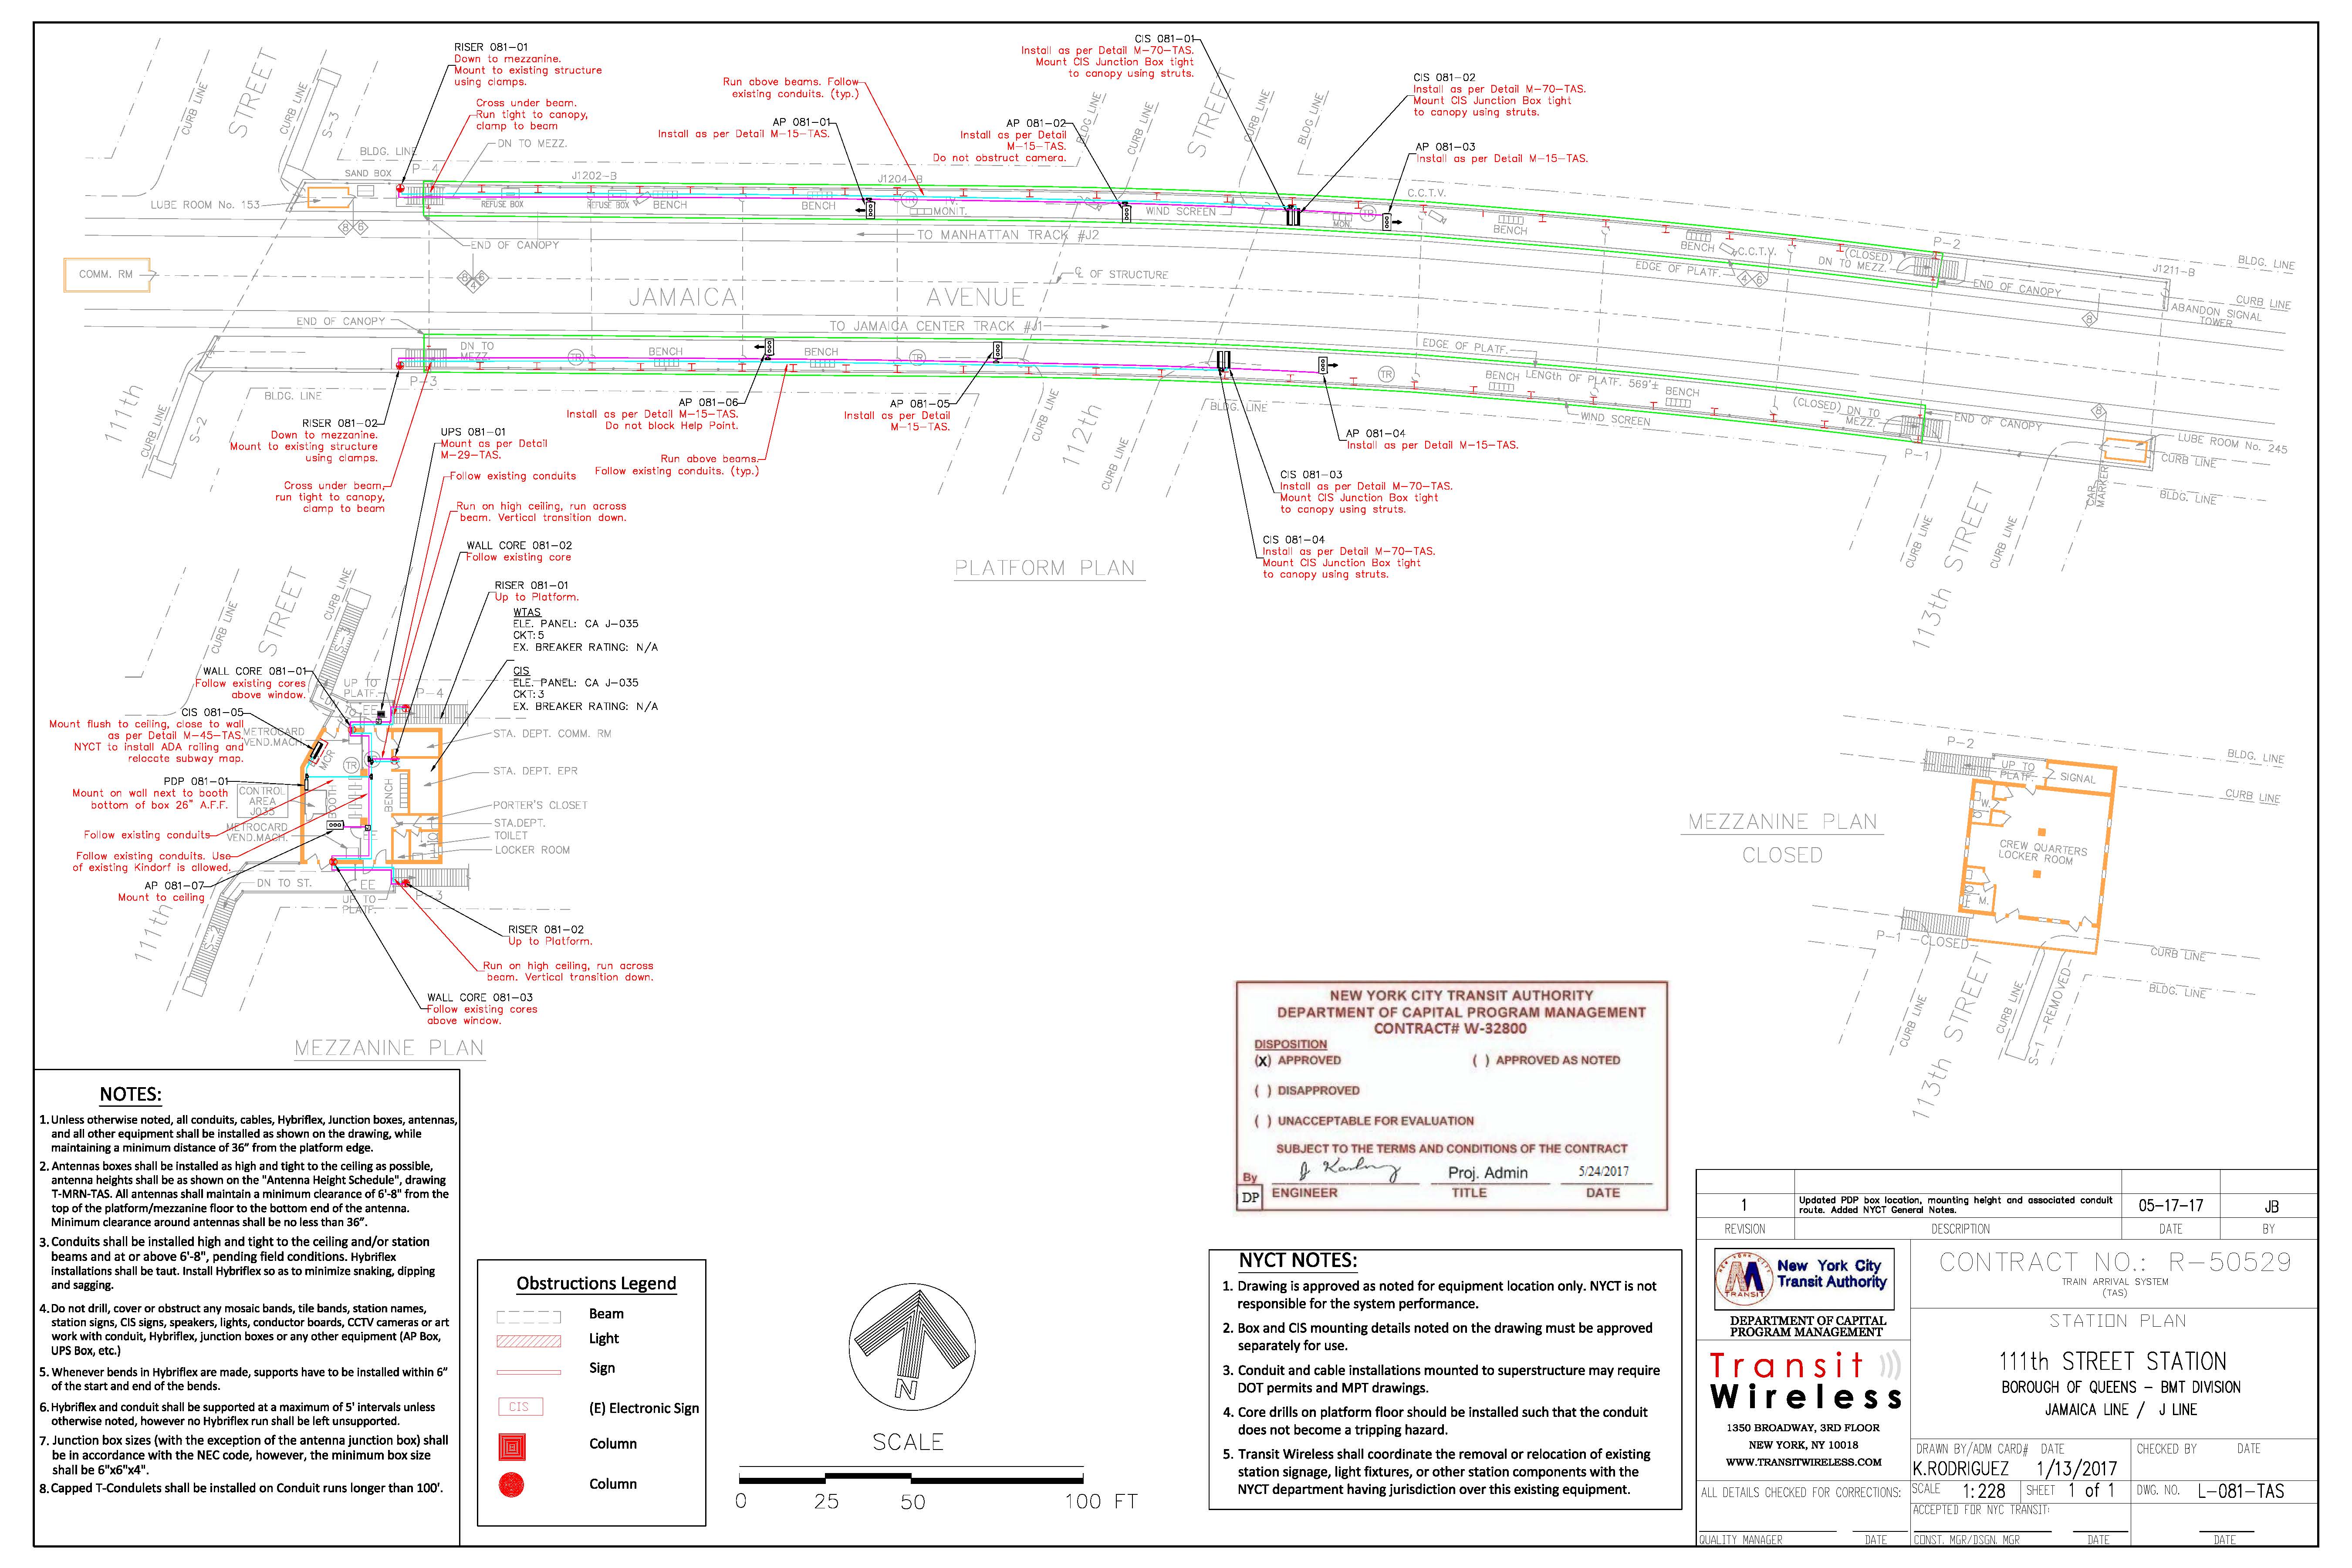 RISER 081-01
Down to mezzanine.
Mount to existing structure
using clamps.
Cross under beam.
Run tight to canopy,
clamp to beam
Run above beams. Follow
existing conduits. (typ.)
AP 081-01
Install as per Detail M-15-TAS.
AP 081-02
Install as per Detail
M-15-TAS.
Do not obstruct camera.
CIS 081-01
Install as per Detail M-70-TAS.
Mount CIS Junction Box tight
to canopy using struts.
CIS 081-02
Install as per Detail M-70-TAS.
Mount CIS Junction Box tight
to canopy using struts.
AP 081-03
Install as per Detail M-15-TAS.
STREET
CURB LINE
CURB LINE
S-3
BLDG. LINE
SAND BOX
P-4
DN TO MEZZ.
LUBE ROOM No. 153
8 6
REFUSE BOX
J1202-B
REFUSE BOX
BENCH
BENCH
J1204-B
TR
T.V.
MONIT.
BLDG LINE
CURB LINE
STREET
CURB LINE
BLDG LINE
WIND SCREEN
TR
MON.
C.C.T.V.
BENCH
BENCH
C.C.T.V.
(CLOSED)
DN TO MEZZ.
P-2
J1211-B
BLDG. LINE
CURB LINE
ABANDON SIGNAL
TOWER
END OF CANOPY
TO MANHATTAN TRACK #J2
END OF CANOPY
EDGE OF PLATF.
4 6
8
COMM. RM
8 6
4
℄ OF STRUCTURE
JAMAICA AVENUE
END OF CANOPY
TO JAMAICA CENTER TRACK #J1
DN TO
MEZZ.
TR
BENCH
BENCH
TR
EDGE OF PLATF.
TR
BENCH
LENGth OF PLATF. 569'±
BENCH
(CLOSED) DN TO
MEZZ.
END OF CANOPY
8
LUBE ROOM No. 245
CURB LINE
BLDG. LINE
P-3
BLDG. LINE
BLDG. LINE
WIND SCREEN
P-1
CAR
MARKER
111th
CURB LINE
S-2
CURB LINE
112th
CURB LINE
CURB LINE
CURB LINE
113th STREET
RISER 081-02
Down to mezzanine.
Mount to existing structure
using clamps.
Cross under beam,
run tight to canopy,
clamp to beam
AP 081-06
Install as per Detail M-15-TAS.
Do not block Help Point.
AP 081-05
Install as per Detail
M-15-TAS.
Run above beams.
Follow existing conduits. (typ.)
AP 081-04
Install as per Detail M-15-TAS.
CIS 081-03
Install as per Detail M-70-TAS.
Mount CIS Junction Box tight
to canopy using struts.
CIS 081-04
Install as per Detail M-70-TAS.
Mount CIS Junction Box tight
to canopy using struts.
PLATFORM PLAN
UPS 081-01
Mount as per Detail
M-29-TAS.
Follow existing conduits
Run on high ceiling, run across
beam. Vertical transition down.
WALL CORE 081-02
Follow existing core
RISER 081-01
Up to Platform.
WTAS
ELE. PANEL: CA J-035
CKT: 5
EX. BREAKER RATING: N/A
CIS
ELE. PANEL: CA J-035
CKT: 3
EX. BREAKER RATING: N/A
CURB LINE
STREET
CURB LINE
WALL CORE 081-01
Follow existing cores
above window.
CIS 081-05
Mount flush to ceiling, close to wall
as per Detail M-45-TAS.
NYCT to install ADA railing and
relocate subway map.
PDP 081-01
Mount on wall next to booth
bottom of box 26" A.F.F.
Follow existing conduits
Follow existing conduits. Use
of existing Kindorf is allowed.
AP 081-07
Mount to ceiling
UP TO
PLATF.
P-4
EE
METROCARD
VEND.MACH.
MCR
TR
STA. DEPT. COMM. RM
STA. DEPT. EPR
PORTER'S CLOSET
STA.DEPT.
TOILET
LOCKER ROOM
CONTROL
AREA
J035
BOOTH
BENCH
METROCARD
VEND.MACH.
EE
DN TO ST.
EE
UP TO
PLATF.
P-3
111th
S-2
CURB LINE
RISER 081-02
Up to Platform.
Run on high ceiling, run across
beam. Vertical transition down.
WALL CORE 081-03
Follow existing cores
above window.
MEZZANINE PLAN
P-2
UP TO
PLATF.
SIGNAL
BLDG. LINE
CURB LINE
W.
CREW QUARTERS
LOCKER ROOM
M.
P-1 CLOSED
CURB LINE
BLDG. LINE
CURB LINE
CURB LINE
S-1 REMOVED
113th STREET
MEZZANINE PLAN
CLOSED
NEW YORK CITY TRANSIT AUTHORITY
DEPARTMENT OF CAPITAL PROGRAM MANAGEMENT
CONTRACT# W-32800
DISPOSITION
(X) APPROVED
( ) APPROVED AS NOTED
( ) DISAPPROVED
( ) UNACCEPTABLE FOR EVALUATION
SUBJECT TO THE TERMS AND CONDITIONS OF THE CONTRACT
By
DP
Proj. Admin
5/24/2017
ENGINEER TITLE DATE
NOTES:
1. Unless otherwise noted, all conduits, cables, Hybriflex, Junction boxes, antennas,
and all other equipment shall be installed as shown on the drawing, while
maintaining a minimum distance of 36" from the platform edge.
2. Antennas boxes shall be installed as high and tight to the ceiling as possible,
antenna heights shall be as shown on the "Antenna Height Schedule", drawing
T-MRN-TAS. All antennas shall maintain a minimum clearance of 6'-8" from the
top of the platform/mezzanine floor to the bottom end of the antenna.
Minimum clearance around antennas shall be no less than 36".
3. Conduits shall be installed high and tight to the ceiling and/or station
beams and at or above 6'-8", pending field conditions. Hybriflex
installations shall be taut. Install Hybriflex so as to minimize snaking, dipping
and sagging.
4. Do not drill, cover or obstruct any mosaic bands, tile bands, station names,
station signs, CIS signs, speakers, lights, conductor boards, CCTV cameras or art
work with conduit, Hybriflex, junction boxes or any other equipment (AP Box,
UPS Box, etc.)
5. Whenever bends in Hybriflex are made, supports have to be installed within 6"
of the start and end of the bends.
6. Hybriflex and conduit shall be supported at a maximum of 5' intervals unless
otherwise noted, however no Hybriflex run shall be left unsupported.
7. Junction box sizes (with the exception of the antenna junction box) shall
be in accordance with the NEC code, however, the minimum box size
shall be 6"x6"x4".
8. Capped T-Condulets shall be installed on Conduit runs longer than 100'.
Obstructions Legend
Beam
Light
Sign
CIS (E) Electronic Sign
Column
Column
N
SCALE
0 25 50 100 FT
NYCT NOTES:
1. Drawing is approved as noted for equipment location only. NYCT is not
responsible for the system performance.
2. Box and CIS mounting details noted on the drawing must be approved
separately for use.
3. Conduit and cable installations mounted to superstructure may require
DOT permits and MPT drawings.
4. Core drills on platform floor should be installed such that the conduit
does not become a tripping hazard.
5. Transit Wireless shall coordinate the removal or relocation of existing
station signage, light fixtures, or other station components with the
NYCT department having jurisdiction over this existing equipment.
1 Updated PDP box location, mounting height and associated conduit
route. Added NYCT General Notes. 05-17-17 JB
REVISION DESCRIPTION DATE BY
New York City
Transit Authority
TRANSIT
DEPARTMENT OF CAPITAL
PROGRAM MANAGEMENT
Transit
Wireless
1350 BROADWAY, 3RD FLOOR
NEW YORK, NY 10018
WWW.TRANSITWIRELESS.COM
ALL DETAILS CHECKED FOR CORRECTIONS:
QUALITY MANAGER DATE
CONTRACT NO.: R-50529
TRAIN ARRIVAL SYSTEM
(TAS)
STATION PLAN
111th STREET STATION
BOROUGH OF QUEENS - BMT DIVISION
JAMAICA LINE / J LINE
DRAWN BY/ADM CARD# DATE
K.RODRIGUEZ 1/13/2017
CHECKED BY DATE
SCALE 1:228
SHEET 1 of 1
DWG. NO. L-081-TAS
ACCEPTED FOR NYC TRANSIT:
CONST. MGR/DSGN. MGR DATE
DATE